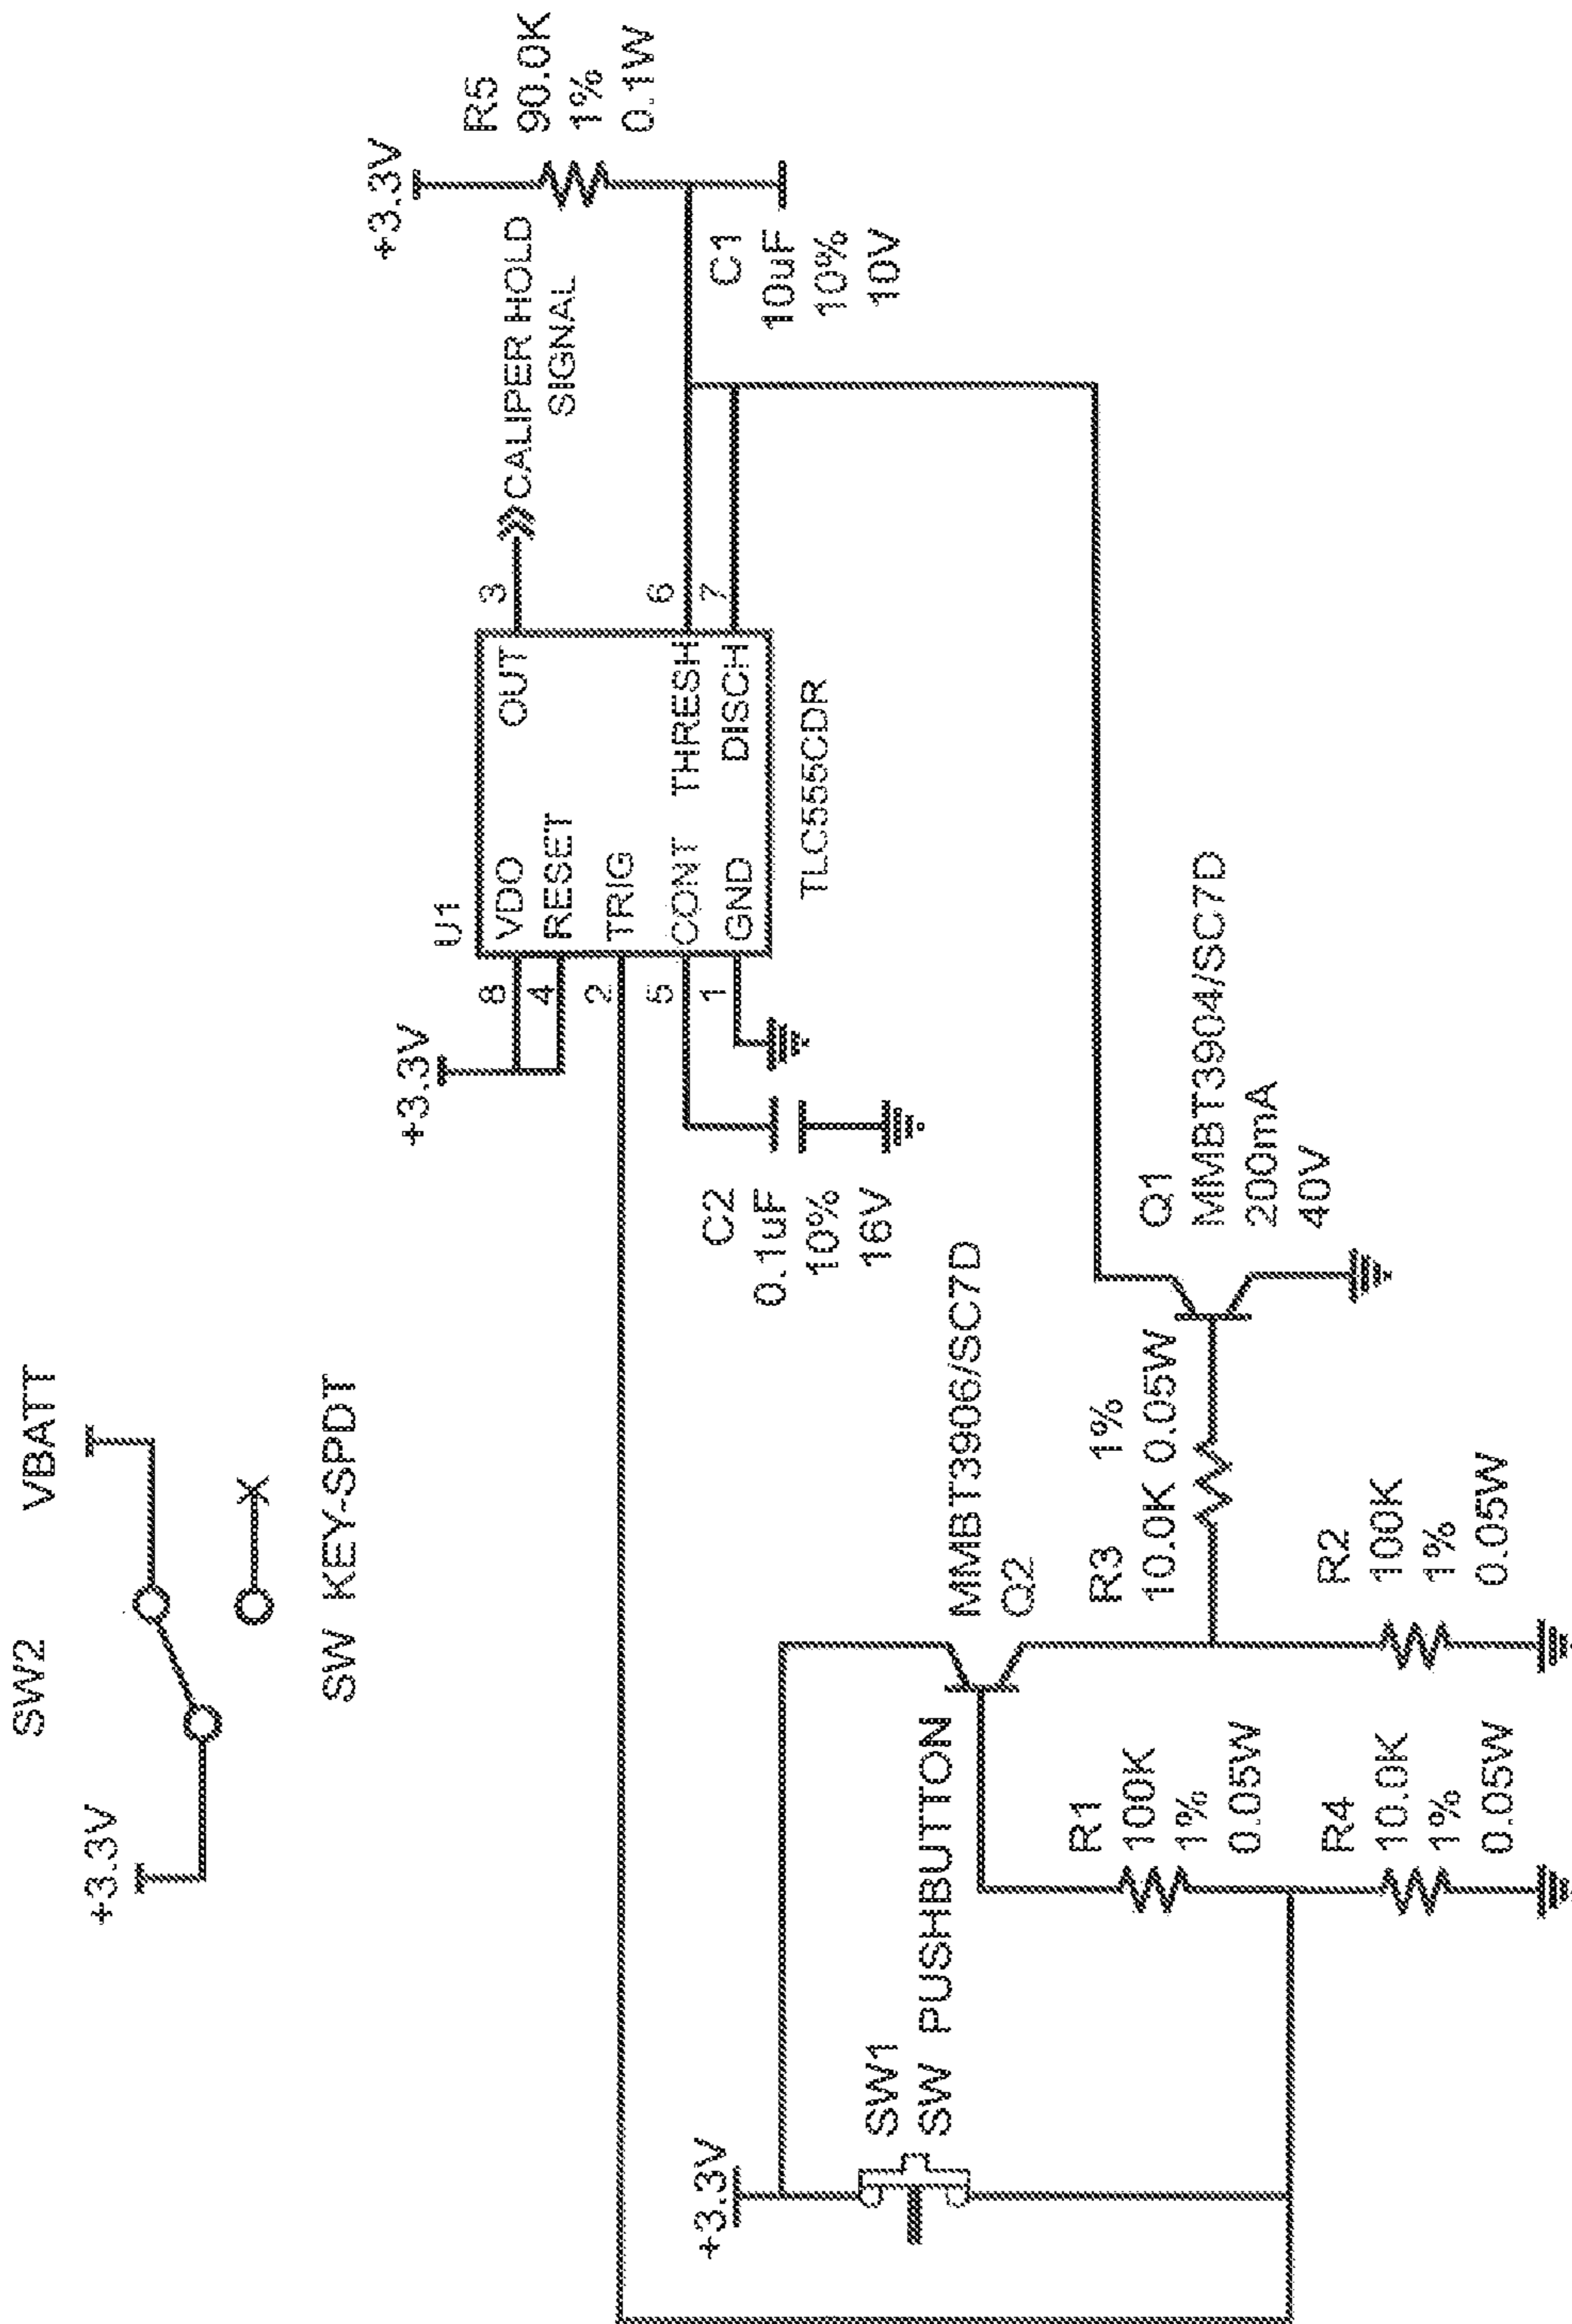 SW2
VBATT
+3.3V
SW KEY-SPDT
+3.3V
R5
90.0K
1%
0.1W
CALIPER HOLD
SIGNAL
+3.3V
U1
8
VDO
OUT
3
4
RESET
2
TRIG
5
CONT
THRESH
6
1
GND
DISCH
7
TLC555CDR
C1
10uF
10%
10V
C2
0.1uF
10%
16V
+3.3V
SW1
SW PUSHBUTTON
MMBT3906/SC7D
Q2
R1
100K
1%
0.05W
R3
1%
10.0K 0.05W
Q1
MMBT3904/SC7D
200mA
40V
R4
10.0K
1%
0.05W
R2
100K
1%
0.05W